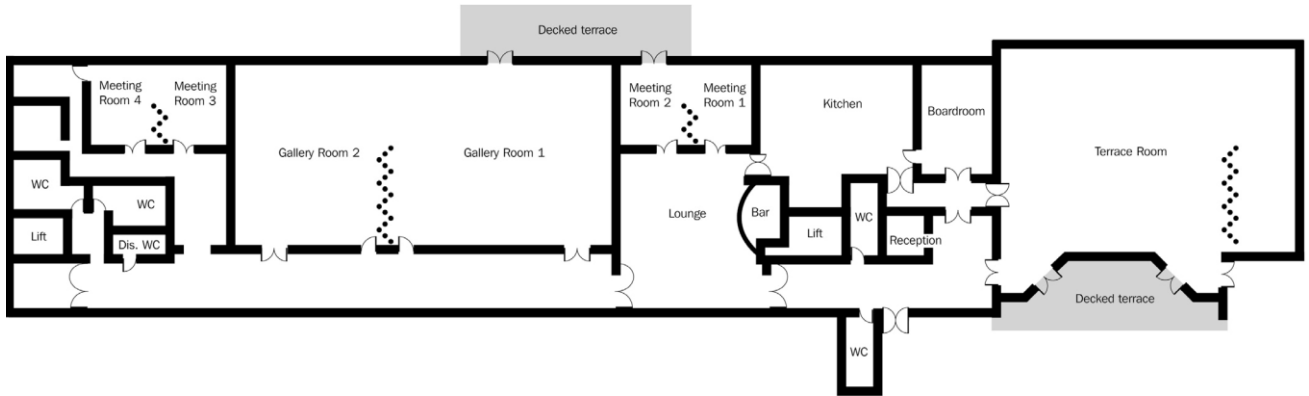 Decked terrace
Meeting
Room 4
Meeting
Room 3
Meeting
Room 2
Meeting
Room 1
Kitchen
Boardroom
Gallery Room 2
Gallery Room 1
Terrace Room
WC
WC
Lounge
Bar
WC
Lift
Dis. WC
Lift
Reception
Decked terrace
WC